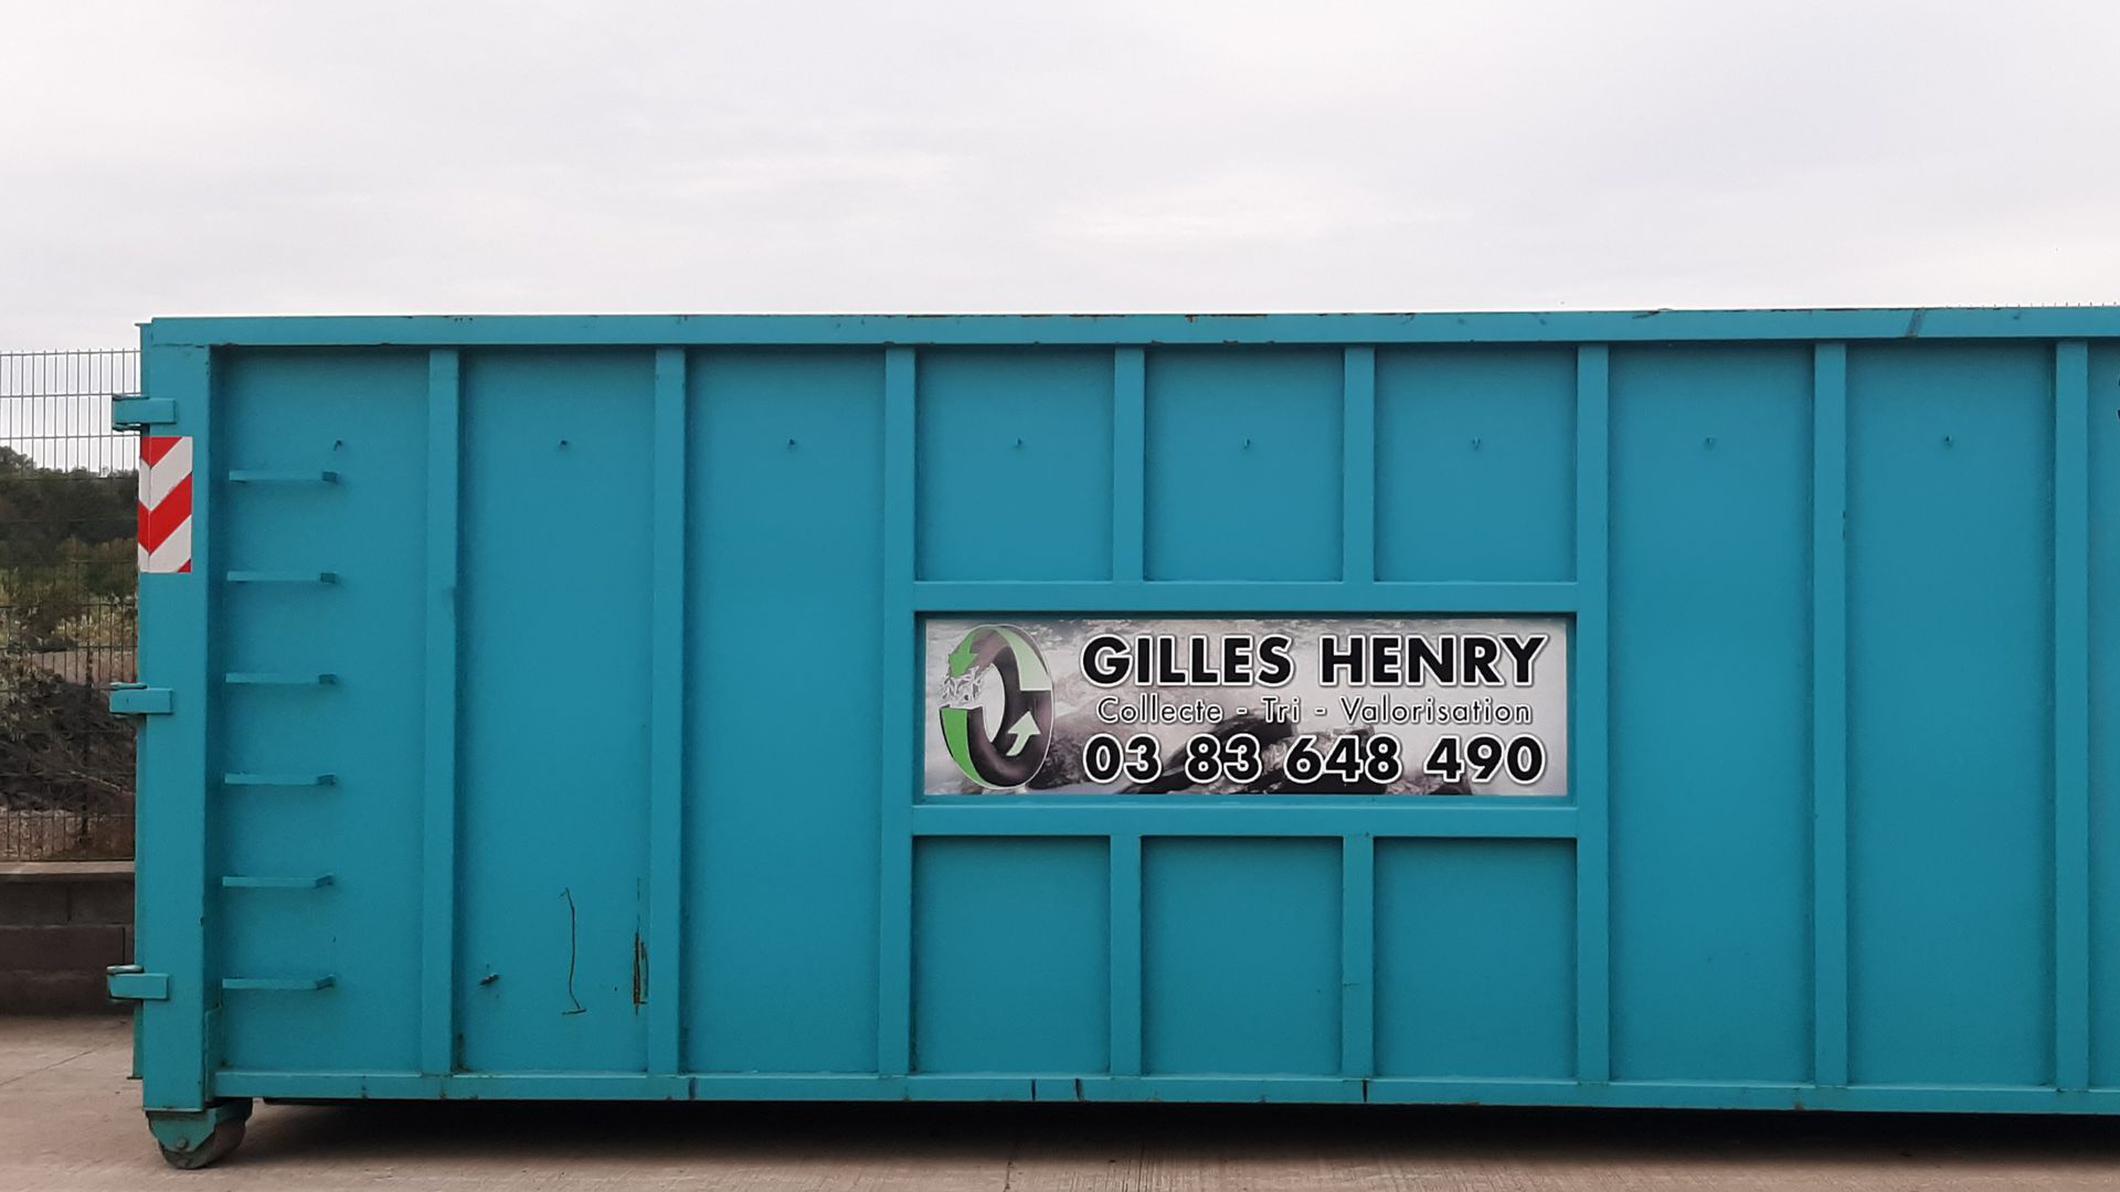 GILLES HENRY
Collecte - Tri - Valorisation
03 83 648 490